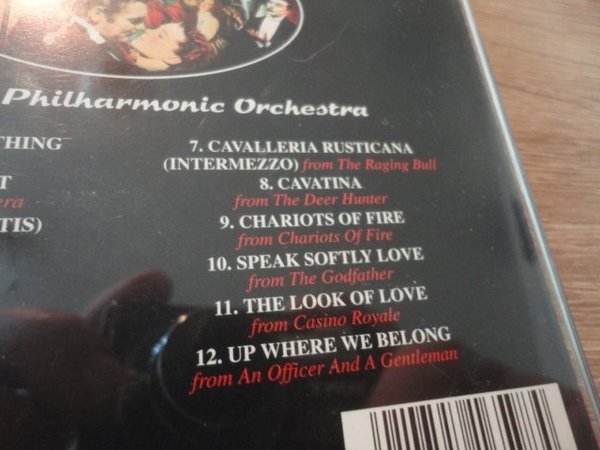 Philharmonic Orchestra
THING
T
era
TIS)
7. CAVALLERIA RUSTICANA
(INTERMEZZO) from The Raging Bull
8. CAVATINA
from The Deer Hunter
9. CHARIOTS OF FIRE
from Chariots Of Fire
10. SPEAK SOFTLY LOVE
from The Godfather
11. THE LOOK OF LOVE
from Casino Royale
12. UP WHERE WE BELONG
from An Officer And A Gentleman